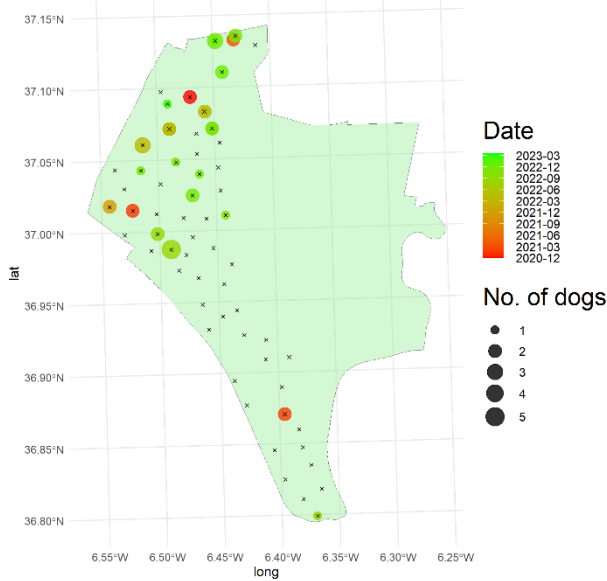 37.15°N
37.10°N
37.05°N
37.00°N
36.95°N
36.90°N
36.85°N
36.80°N
lat
6.55°W
6.50°W
6.45°W
6.40°W
6.35°W
6.30°W
6.25°W
long
Date
2023-03
2022-12
2022-09
2022-06
2022-03
2021-12
2021-09
2021-06
2021-03
2020-12
No. of dogs
1
2
3
4
5